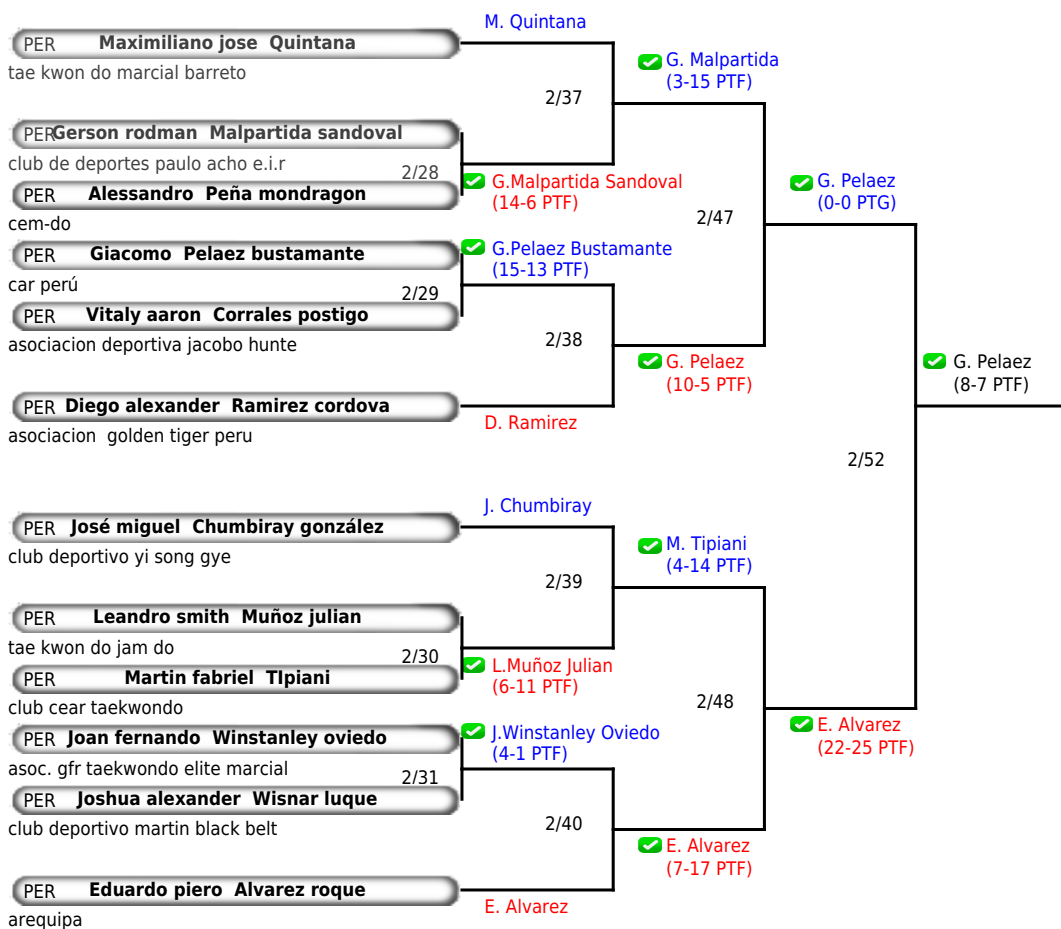 M. Quintana
PER Maximiliano jose Quintana
tae kwon do marcial barreto
G. Malpartida
(3-15 PTF)
2/37
PER Gerson rodman Malpartida sandoval
club de deportes paulo acho e.i.r
2/28
G.Malpartida Sandoval
(14-6 PTF)
PER Alessandro Peña mondragon
cem-do
G. Pelaez
(0-0 PTG)
2/47
PER Giacomo Pelaez bustamante
car perú
G.Pelaez Bustamante
(15-13 PTF)
2/29
PER Vitaly aaron Corrales postigo
asociacion deportiva jacobo hunte
2/38
G. Pelaez
(10-5 PTF)
G. Pelaez
(8-7 PTF)
PER Diego alexander Ramirez cordova
asociacion golden tiger peru
D. Ramirez
2/52
J. Chumbiray
PER José miguel Chumbiray gonzález
club deportivo yi song gye
M. Tipiani
(4-14 PTF)
2/39
PER Leandro smith Muñoz julian
tae kwon do jam do
2/30
L.Muñoz Julian
(6-11 PTF)
PER Martin fabriel TIpiani
club cear taekwondo
2/48
E. Alvarez
(22-25 PTF)
PER Joan fernando Winstanley oviedo
asoc. gfr taekwondo elite marcial
J.Winstanley Oviedo
(4-1 PTF)
2/31
PER Joshua alexander Wisnar luque
club deportivo martin black belt
2/40
E. Alvarez
(7-17 PTF)
PER Eduardo piero Alvarez roque
arequipa
E. Alvarez